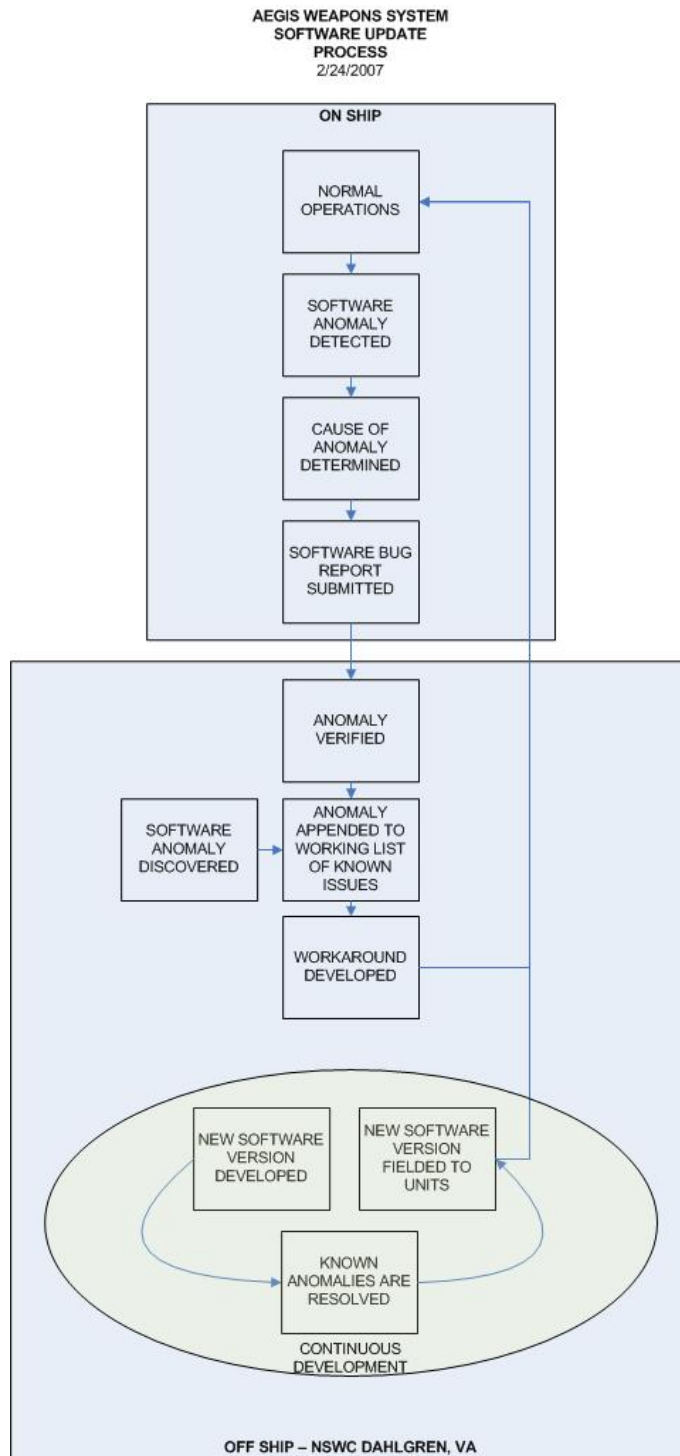 AEGIS WEAPONS SYSTEM
SOFTWARE UPDATE
PROCESS
2/24/2007
ON SHIP
NORMAL
OPERATIONS
SOFTWARE
ANOMALY
DETECTED
CAUSE OF
ANOMALY
DETERMINED
SOFTWARE BUG
REPORT
SUBMITTED
ANOMALY
VERIFIED
SOFTWARE
ANOMALY
DISCOVERED
ANOMALY
APPENDED TO
WORKING LIST
OF KNOWN
ISSUES
WORKAROUND
DEVELOPED
NEW SOFTWARE
VERSION
DEVELOPED
NEW SOFTWARE
VERSION
FIELDED TO
UNITS
KNOWN
ANOMALIES ARE
RESOLVED
CONTINUOUS
DEVELOPMENT
OFF SHIP – NSWC DAHLGREN, VA